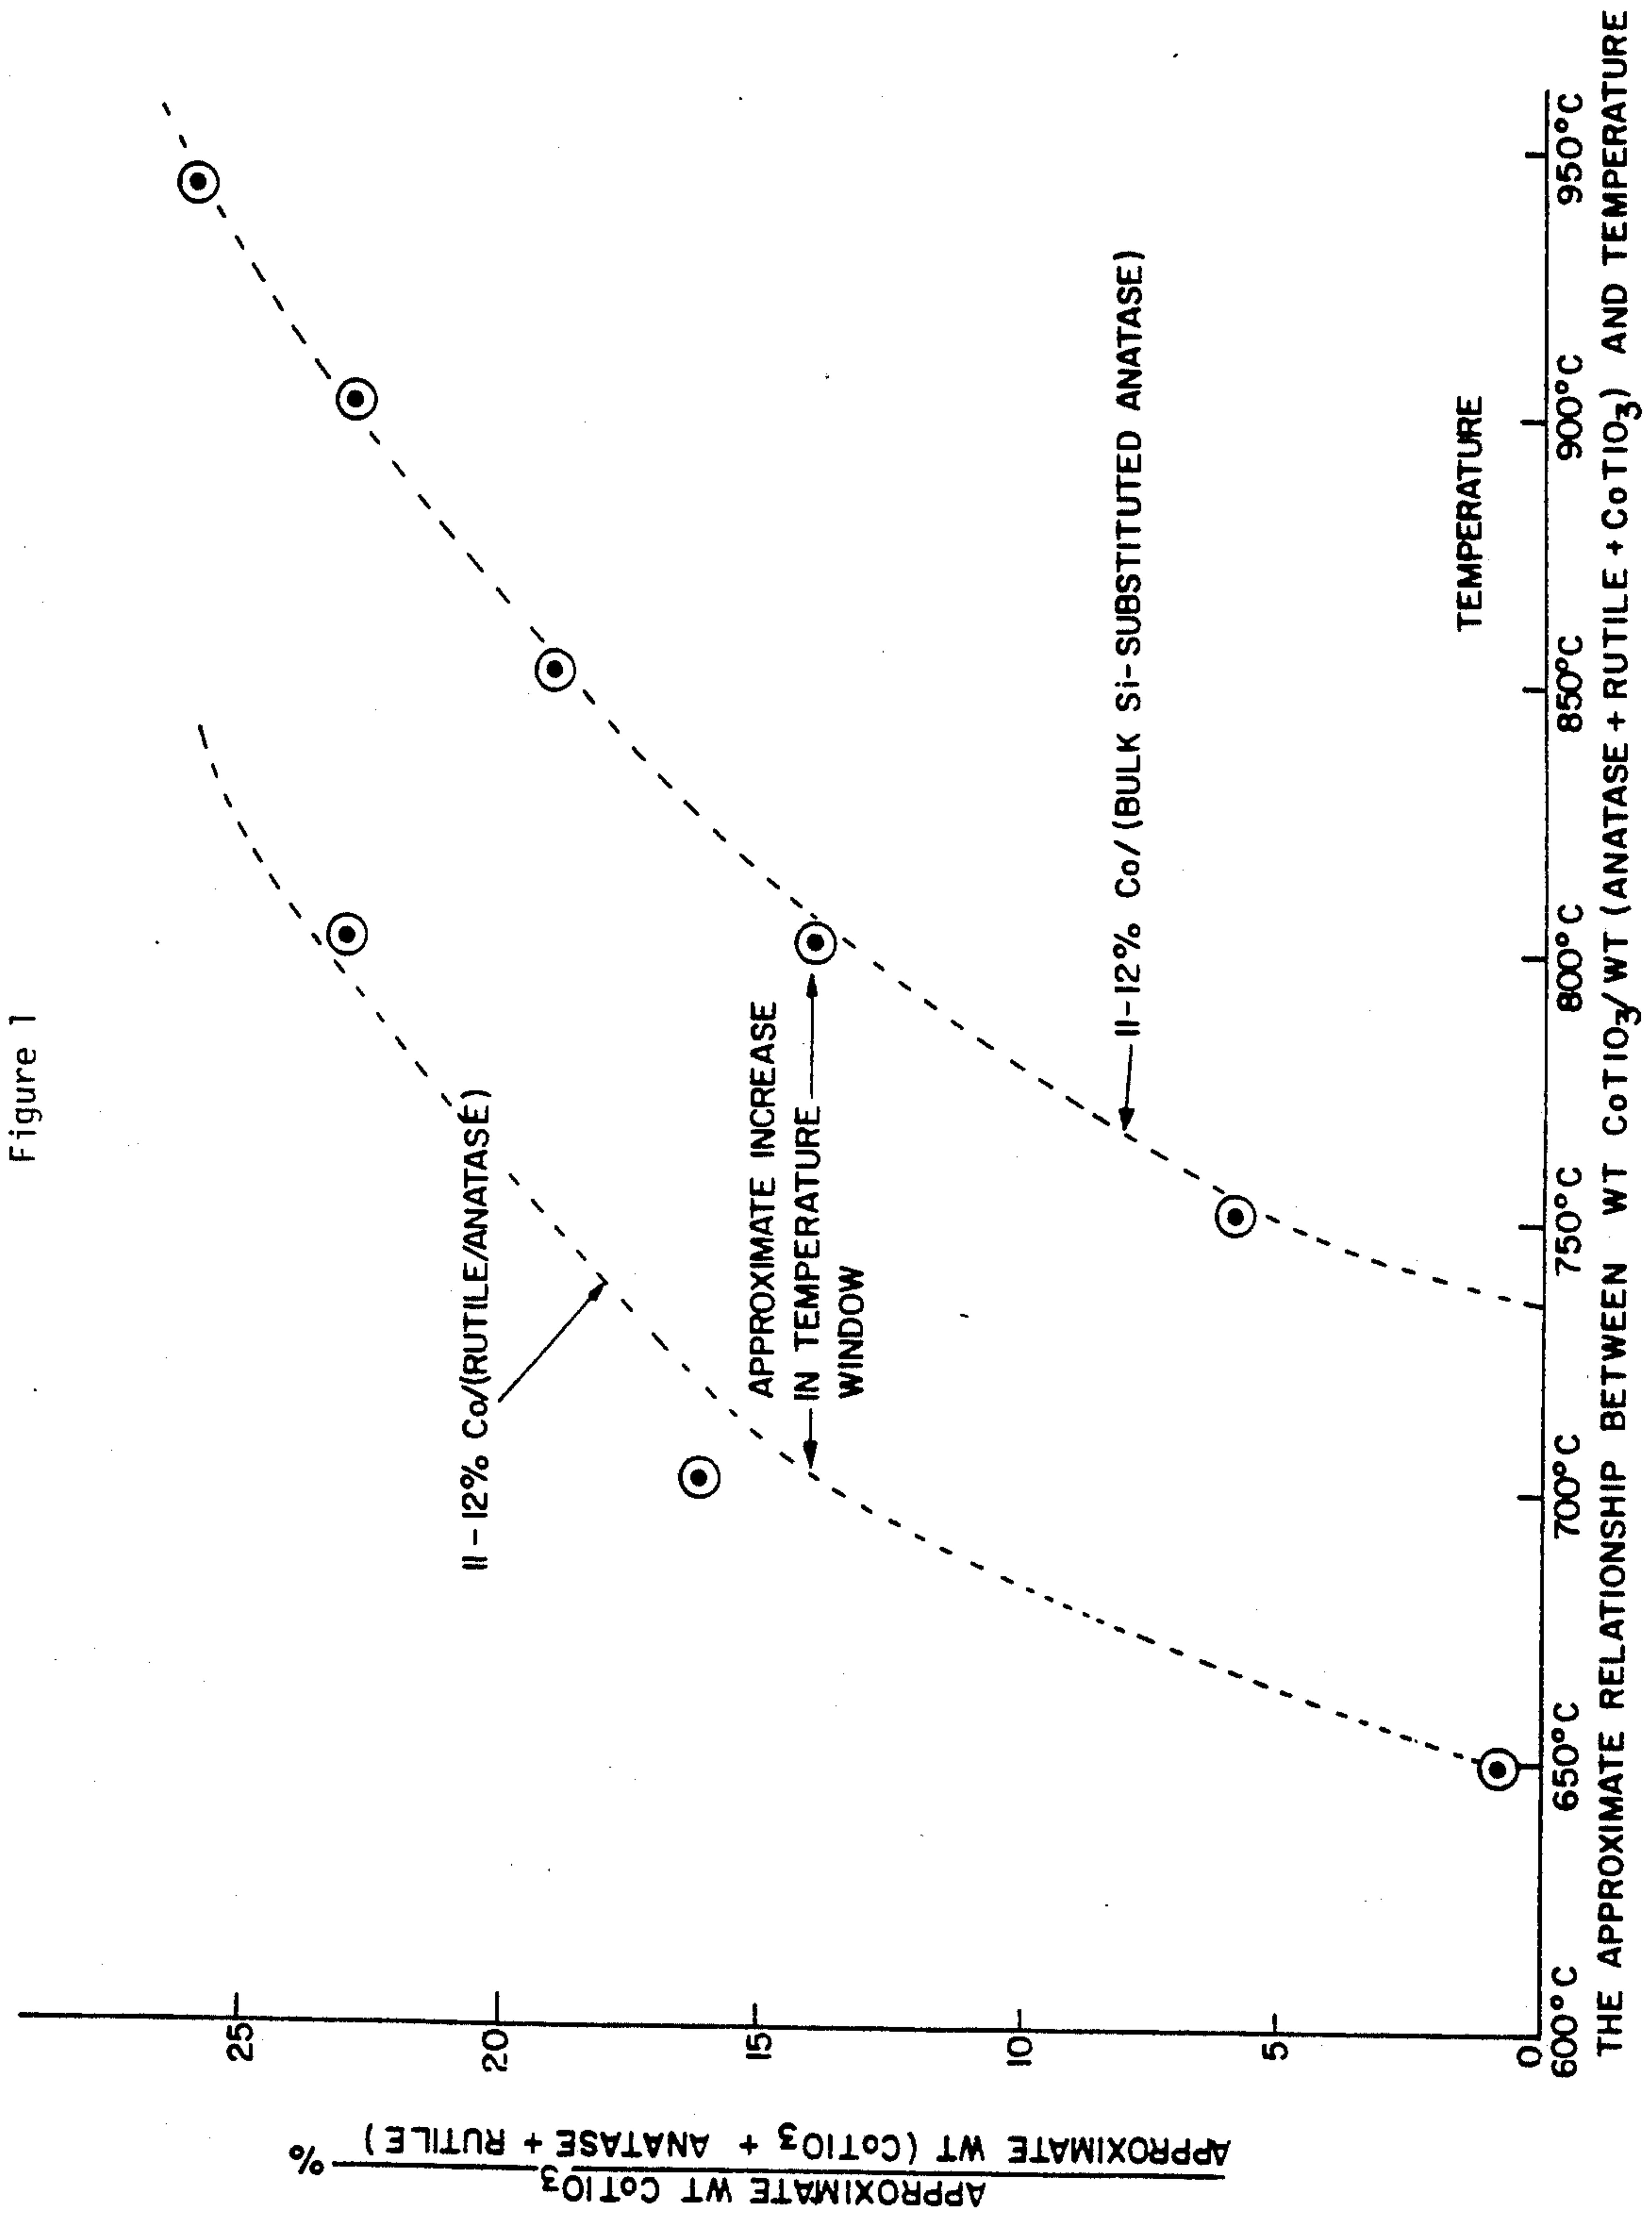 Figure 1
APPROXIMATE WT CoTIO₃
APPROXIMATE WT (CoTIO₃ + ANATASE + RUTILE) %
25
20
15
10
5
0
11-12% Co/(RUTILE/ANATASE)
APPROXIMATE INCREASE
IN TEMPERATURE
WINDOW
11-12% Co/(BULK Si-SUBSTITUTED ANATASE)
TEMPERATURE
600°C 650°C 700°C 750°C 800°C 850°C 900°C 950°C
THE APPROXIMATE RELATIONSHIP BETWEEN WT CoTIO₃/WT (ANATASE + RUTILE + CoTIO₃) AND TEMPERATURE